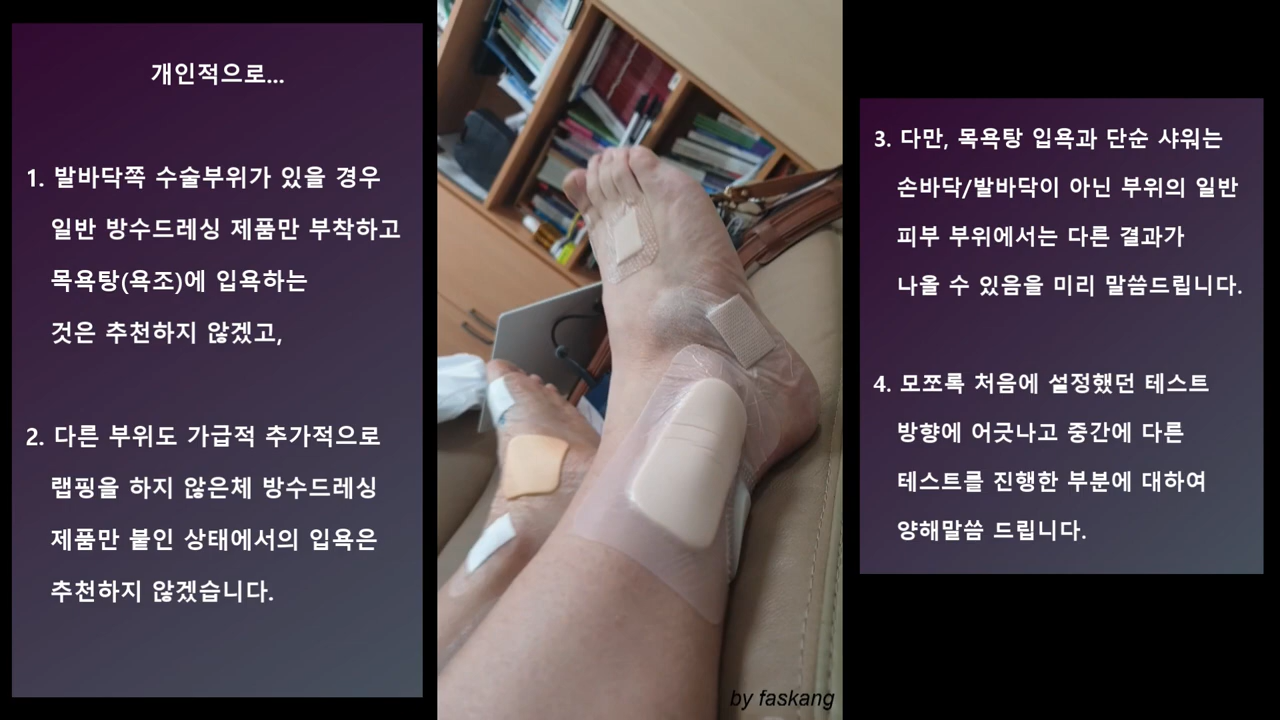 개인적으로...
1. 발바닥쪽 수술부위가 있을 경우
일반 방수드레싱 제품만 부착하고
목욕탕(욕조)에 입욕하는
것은 추천하지 않겠고,
2. 다른 부위도 가급적 추가적으로
랩핑을 하지 않은체 방수드레싱
제품만 붙인 상태에서의 입욕은
추천하지 않겠습니다.
3. 다만, 목욕탕 입욕과 단순 샤워는
손바닥/발바닥이 아닌 부위의 일반
피부 부위에서는 다른 결과가
나올 수 있음을 미리 말씀드립니다.
4. 모쪼록 처음에 설정했던 테스트
방향에 어긋나고 중간에 다른
테스트를 진행한 부분에 대하여
양해말씀 드립니다.
by faskang